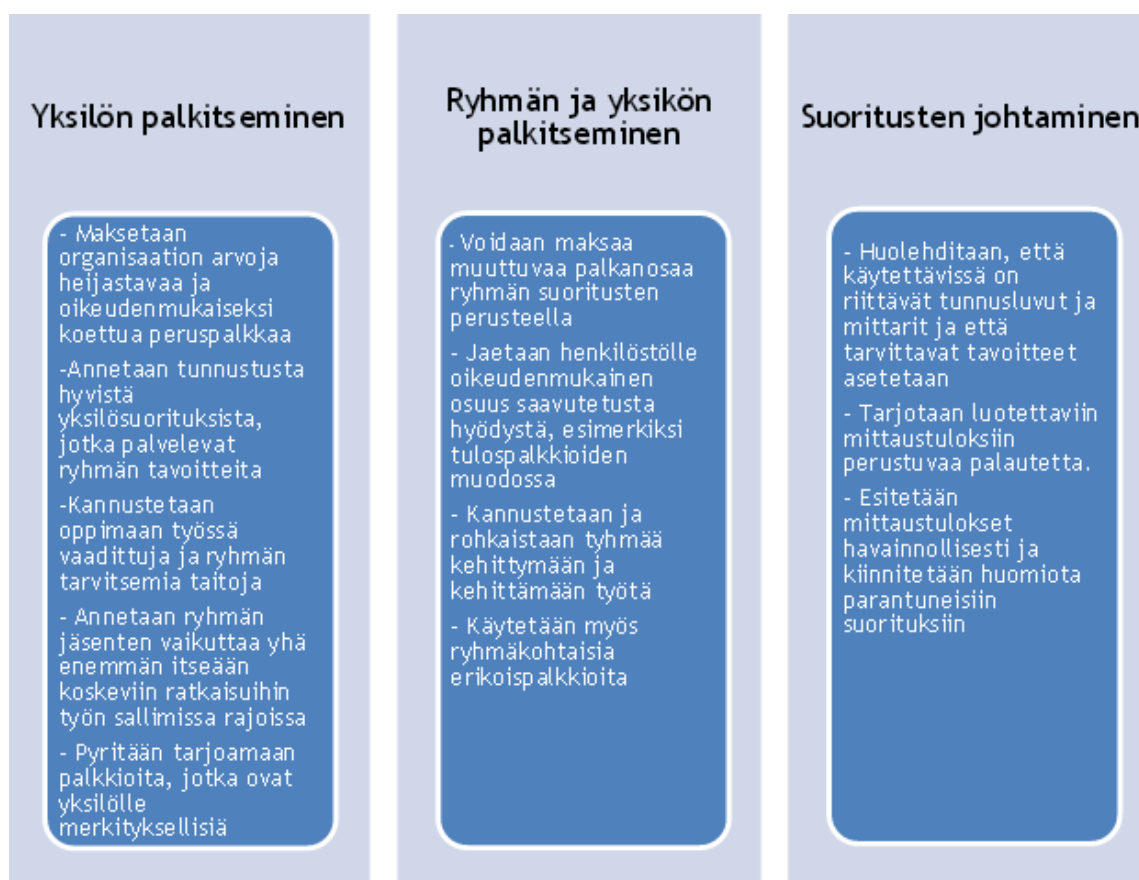 Yksilön palkitseminen
- Maksetaan
organisaation arvoja
heijastavaa ja
oikeudenmukaiseksi
koettua peruspalkkaa
-Annetaan tunnustusta
hyvistä
yksilösuorituksista,
jotka palvelevat
ryhmän tavoitteita
-Kannustetaan
oppimaan työssä
vaadittuja ja ryhmän
tarvitsemia taitoja
- Annetaan ryhmän
jäsenten vaikuttaa yhä
enemmän itseään
koskeviin ratkaisuihin
työn sallimissa rajoissa
- Pyritään tarjoamaan
palkkioita, jotka ovat
yksilölle
merkityksellisiä
Ryhmän ja yksikön
palkitseminen
- Voidaan maksaa
muuttuvaa palkanosaa
ryhmän suoritusten
perusteella
- Jaetaan henkilöstölle
oikeudenmukainen
osuus saavutetusta
hyödystä, esimerkiksi
tulospalkkioiden
muodossa
- Kannustetaan ja
rohkaistaan tyhmää
kehittymään ja
kehittämään työtä
- Käytetään myös
ryhmäkohtaisia
erikoispalkkioita
Suoritusten johtaminen
- Huolehditaan, että
käytettävissä on
riittävät tunnusluvut ja
mittarit ja että
tarvittavat tavoitteet
asetetaan
- Tarjotaan luotettaviin
mittaustuloksiin
perustuvaa palautetta.
- Esitetään
mittaustulokset
havainnollisesti ja
kiinnitetään huomiota
parantuneisiin
suorituksiin